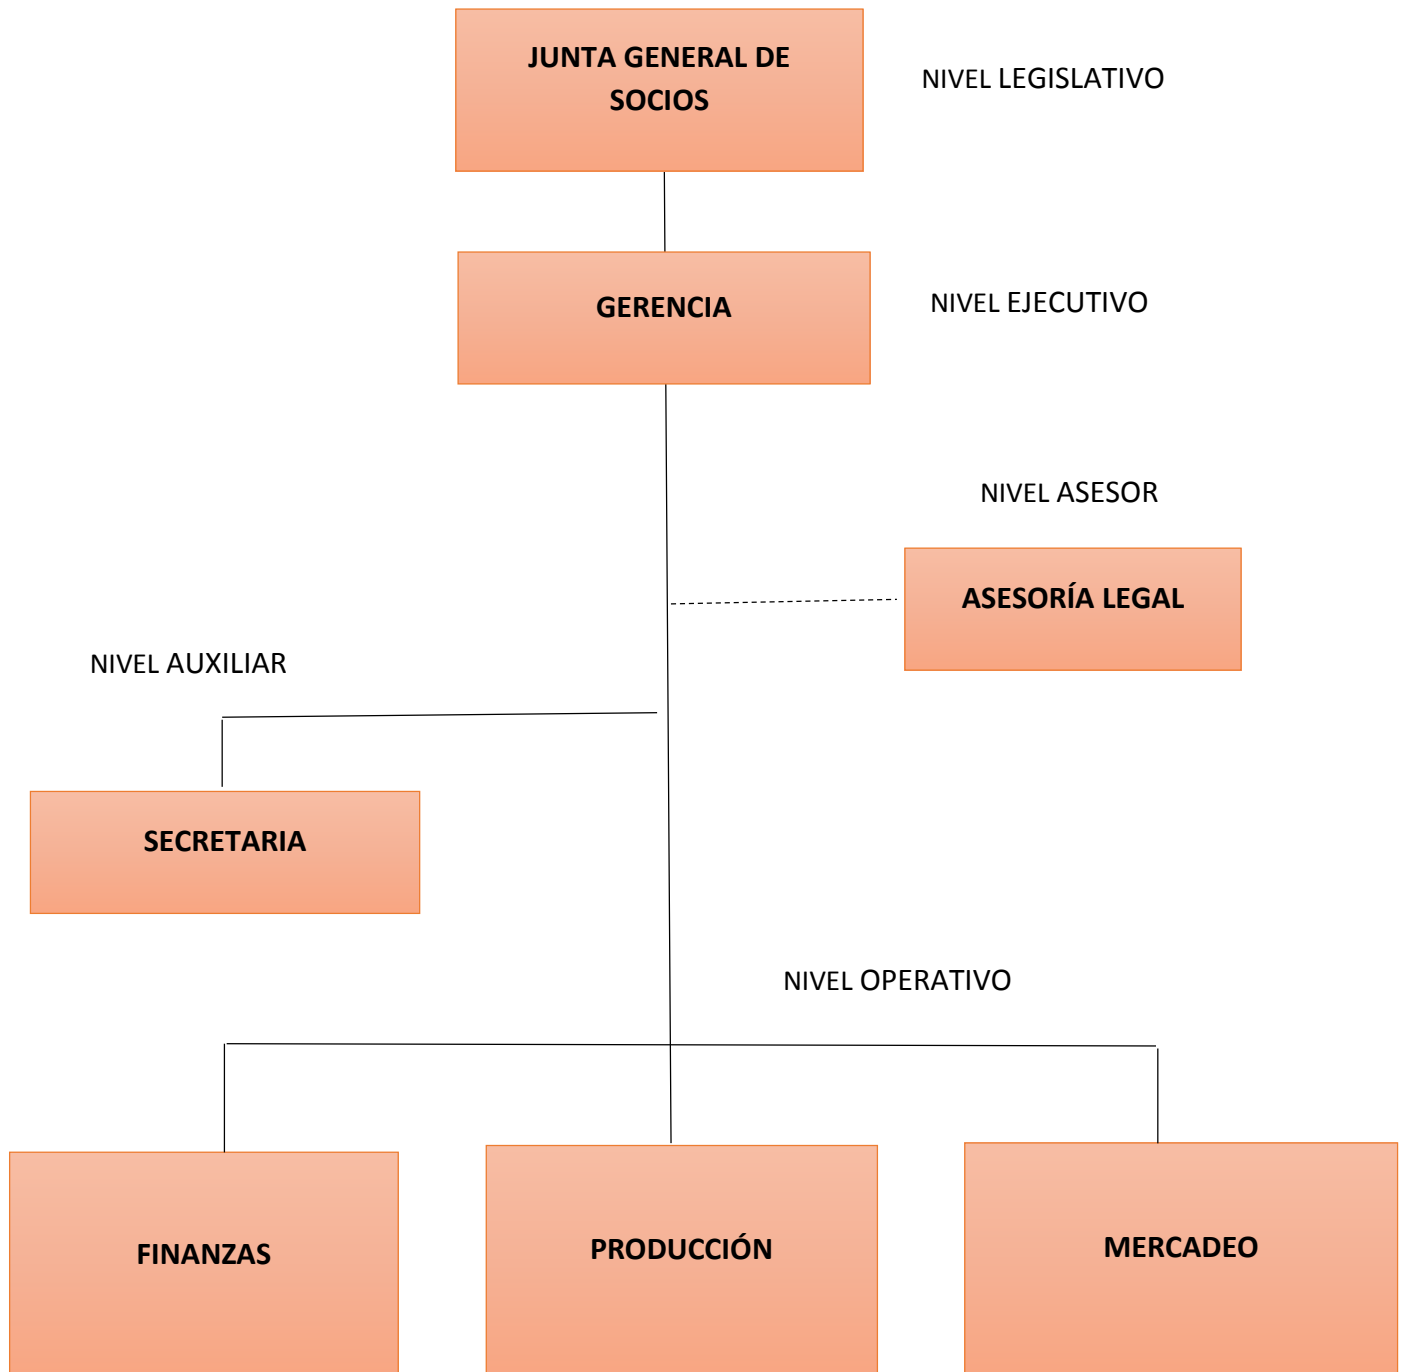 JUNTA GENERAL DE
SOCIOS
NIVEL LEGISLATIVO
GERENCIA
NIVEL EJECUTIVO
NIVEL ASESOR
ASESORÍA LEGAL
NIVEL AUXILIAR
SECRETARIA
NIVEL OPERATIVO
FINANZAS
PRODUCCIÓN
MERCADEO